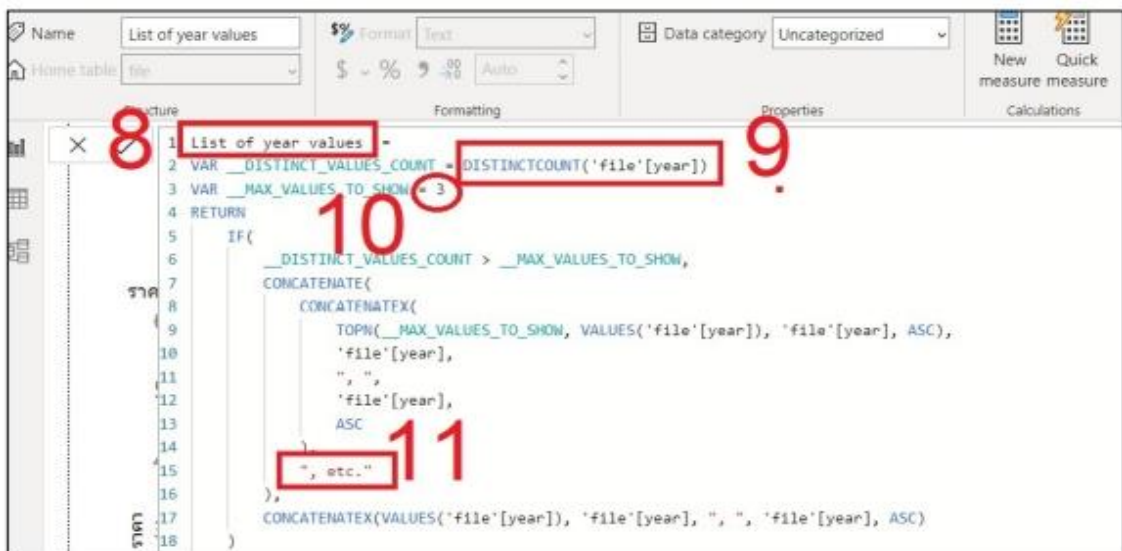 Name List of year values $% Format Text Data category Uncategorized New measure Quick measure
Home table file $ % 9 .00 Auto
Structure Formatting Properties Calculations
8 9 10 11
1 List of year values =
2 VAR __DISTINCT_VALUES_COUNT = DISTINCTCOUNT('file'[year])
3 VAR __MAX_VALUES_TO_SHOW = 3
4 RETURN
5 IF(
6 __DISTINCT_VALUES_COUNT > __MAX_VALUES_TO_SHOW,
7 CONCATENATE(
8 CONCATENATEX(
9 TOPN(__MAX_VALUES_TO_SHOW, VALUES('file'[year]), 'file'[year], ASC),
10 'file'[year],
11 ", ",
12 'file'[year],
13 ASC
14 ),
15 ", etc."
16 ),
17 CONCATENATEX(VALUES('file'[year]), 'file'[year], ", ", 'file'[year], ASC)
18 )
ราค
ราคา